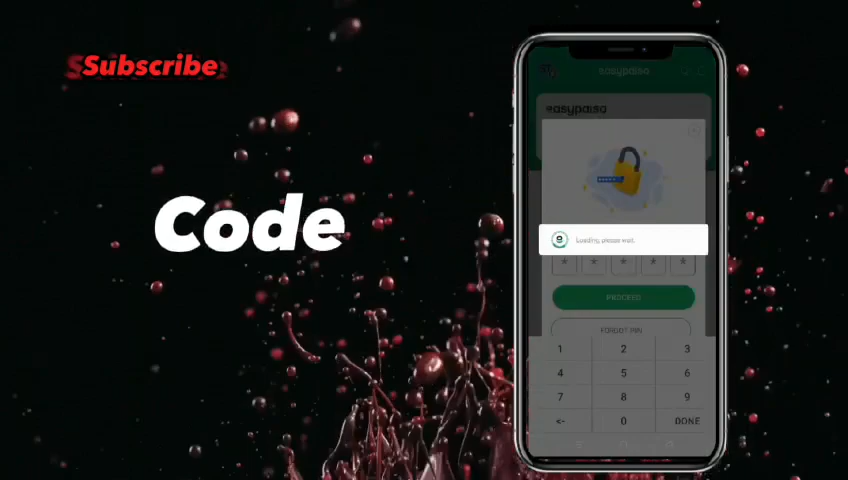 Subscribe
Code
easypaisa
easypaisa
Loading, please wait.
* * * * *
PROCEED
FORGOT PIN
1 2 3
4 5 6
7 8 9
<- 0 DONE